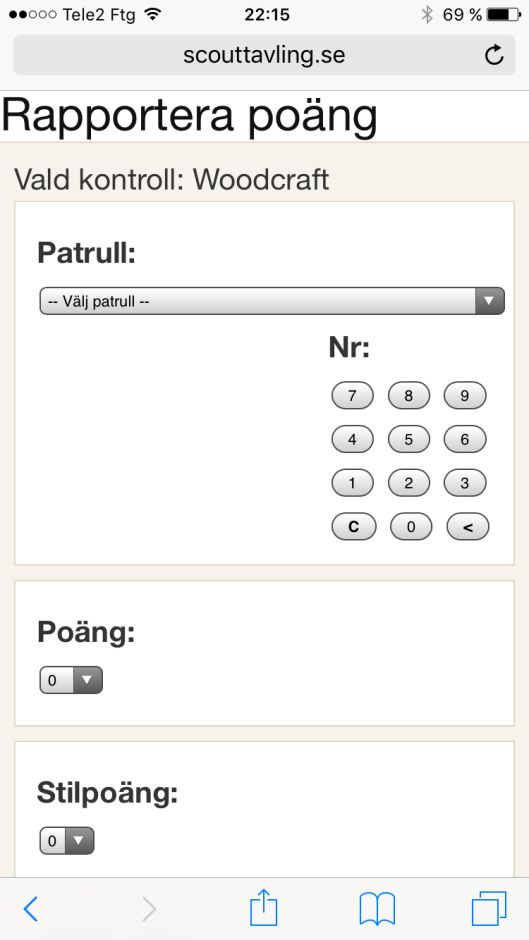 Tele2 Ftg 22:15 69 %
scouttavling.se
Rapportera poäng
Vald kontroll: Woodcraft
Patrull:
-- Välj patrull --
Nr:
7 8 9
4 5 6
1 2 3
C 0 <
Poäng:
0
Stilpoäng:
0